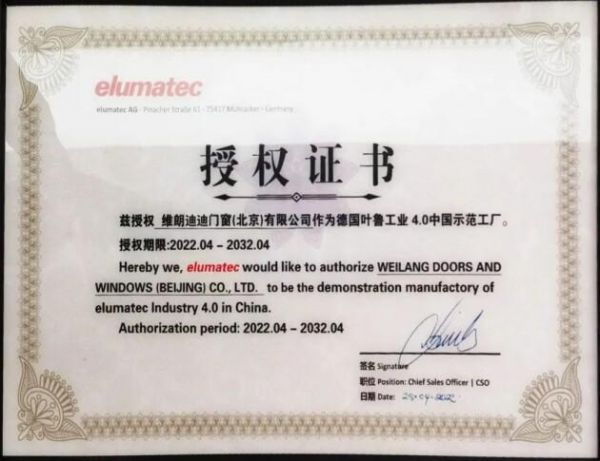 elumatec
elumatec AG - Pinacher Straße 61 - 75417 Mühlacker - Germany
授权证书
兹授权 维朗迪迪门窗(北京)有限公司作为德国叶鲁工业 4.0中国示范工厂。
授权期限:2022.04 – 2032.04
Hereby we, elumatec would like to authorize WEILANG DOORS AND
WINDOWS (BEIJING) CO., LTD. to be the demonstration manufactory of
elumatec Industry 4.0 in China.
Authorization period: 2022.04 – 2032.04
签名 Signature
职位 Position: Chief Sales Officer | CSO
日期 Date: